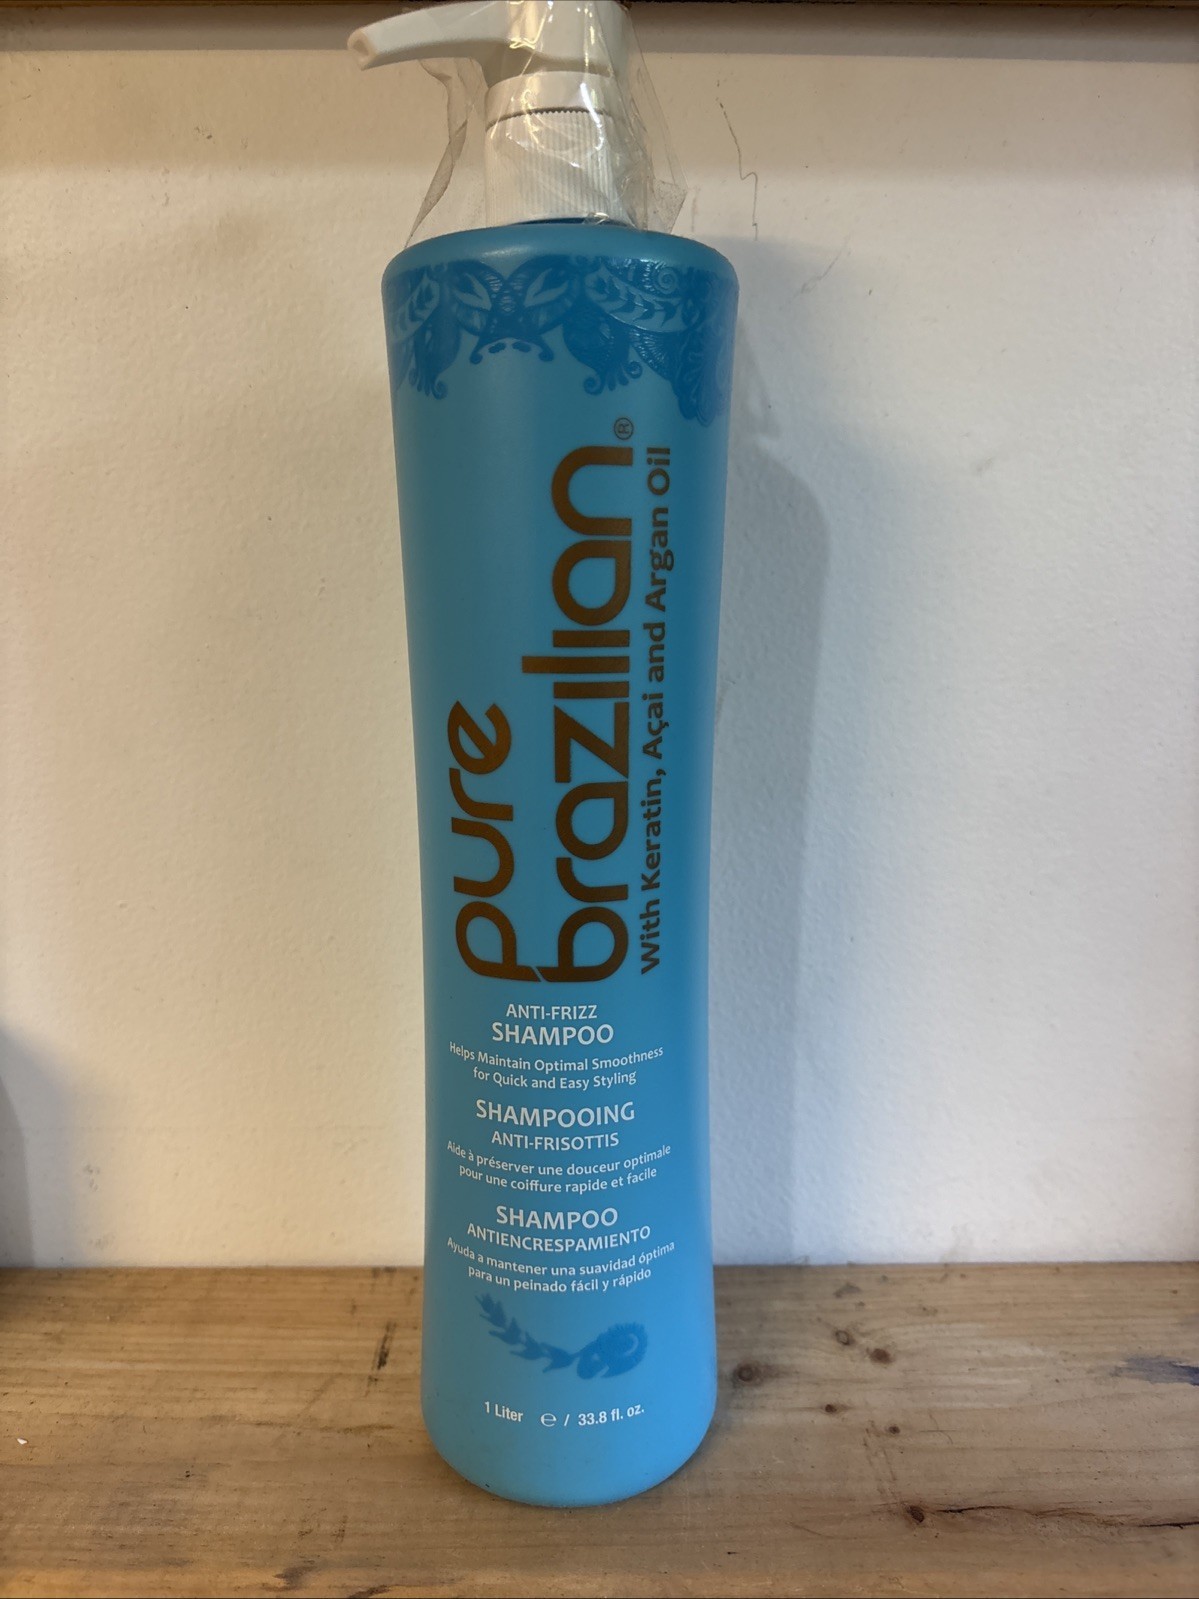 pure
brazilian®
With Keratin, Açai and Argan Oil
ANTI-FRIZZ
SHAMPOO
Helps Maintain Optimal Smoothness
for Quick and Easy Styling
SHAMPOOING
ANTI-FRISOTTIS
Aide à préserver une douceur optimale
pour une coiffure rapide et facile
SHAMPOO
ANTIENCRESPAMIENTO
Ayuda a mantener una suavidad óptima
para un peinado fácil y rápido
1 Liter ℮ / 33.8 fl. oz.